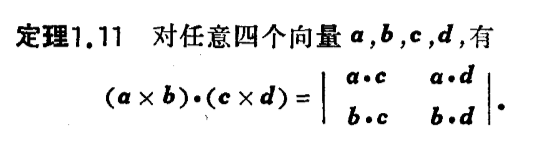 定理1.11 对任意四个向量 a,b,c,d,有
(a×b)•(c×d)=| a•c a•d |.
| b•c b•d |